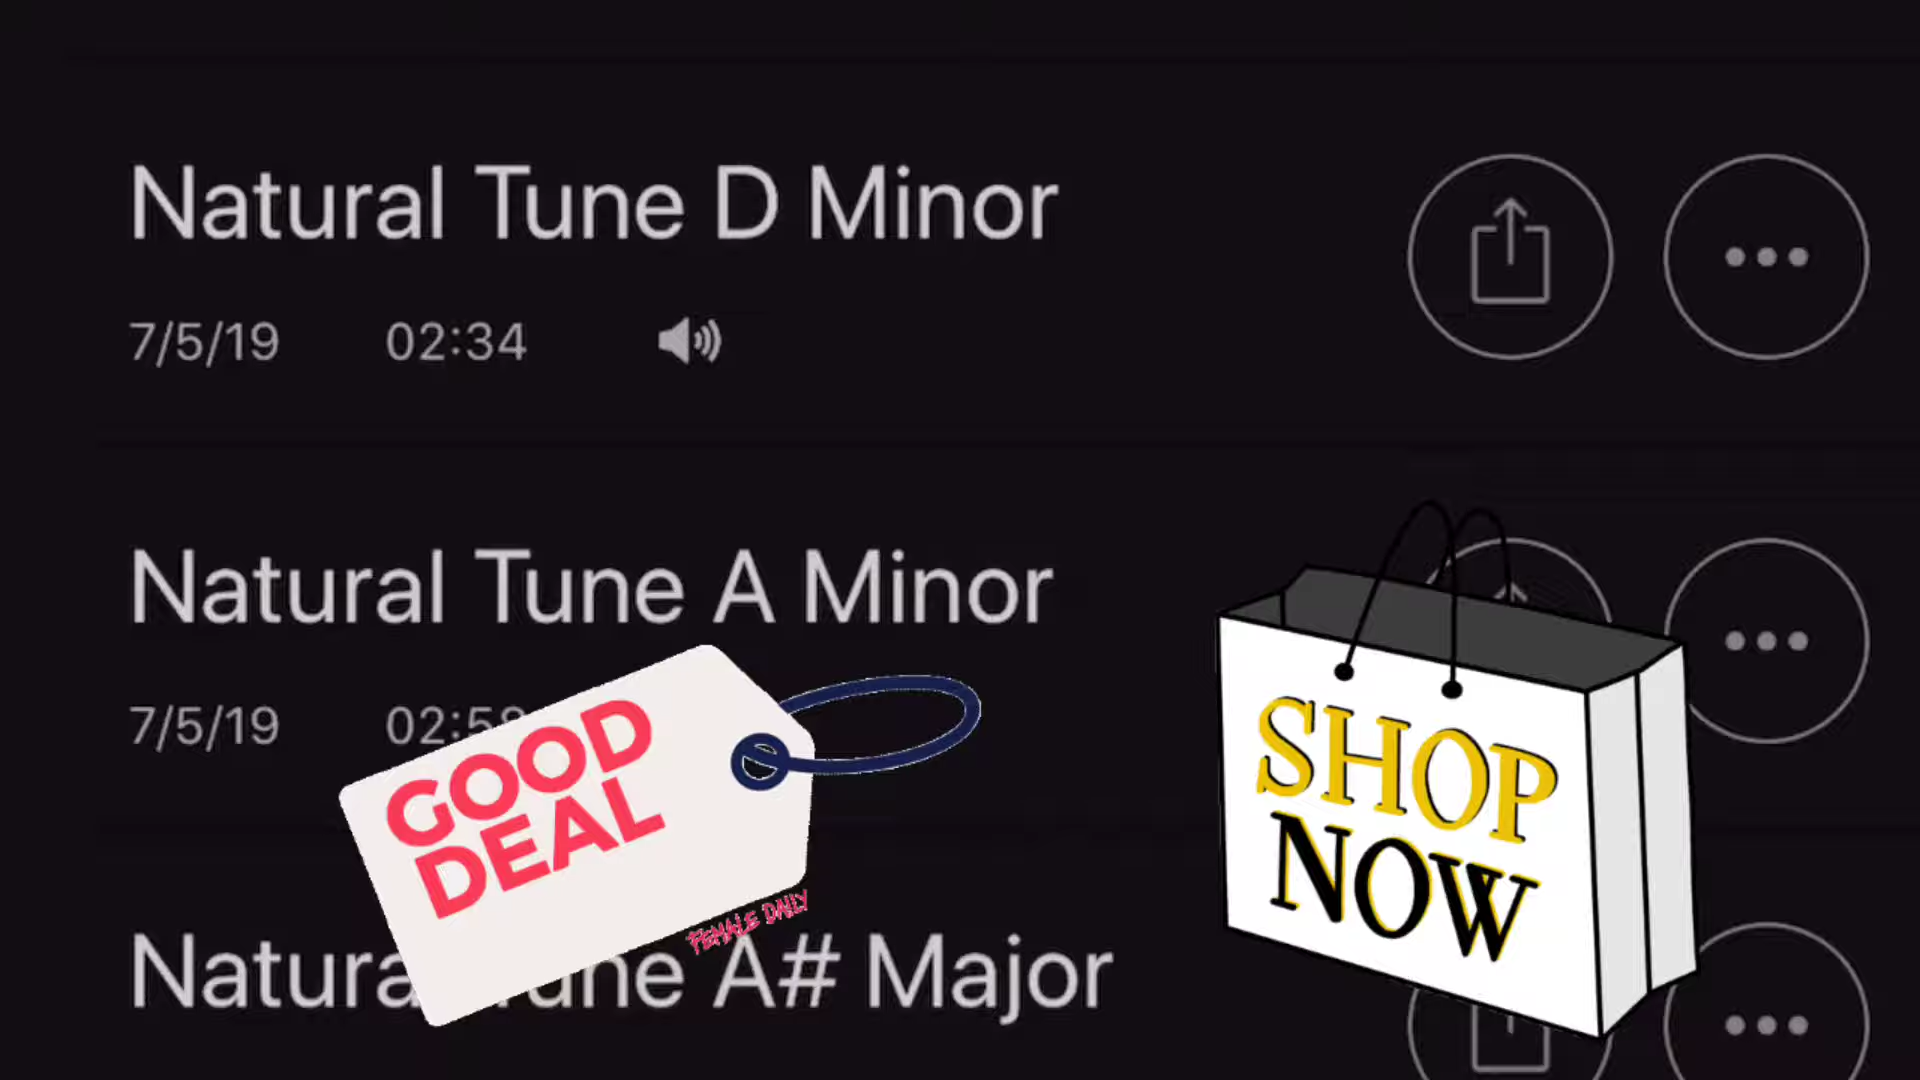 Natural Tune D Minor
7/5/19 02:34
Natural Tune A Minor
7/5/19
GOOD
DEAL
FEMALE DAILY
SHOP
NOW
Tune A# Major